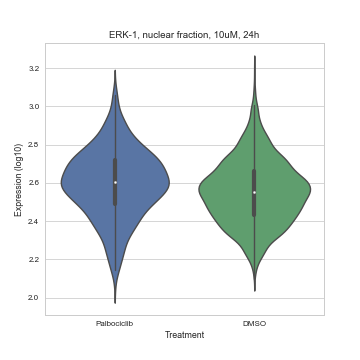 ERK-1, nuclear fraction, 10uM, 24h
3.2
3.0
2.8
2.6
2.4
2.2
2.0
Expression (log10)
Palbociclib
DMSO
Treatment